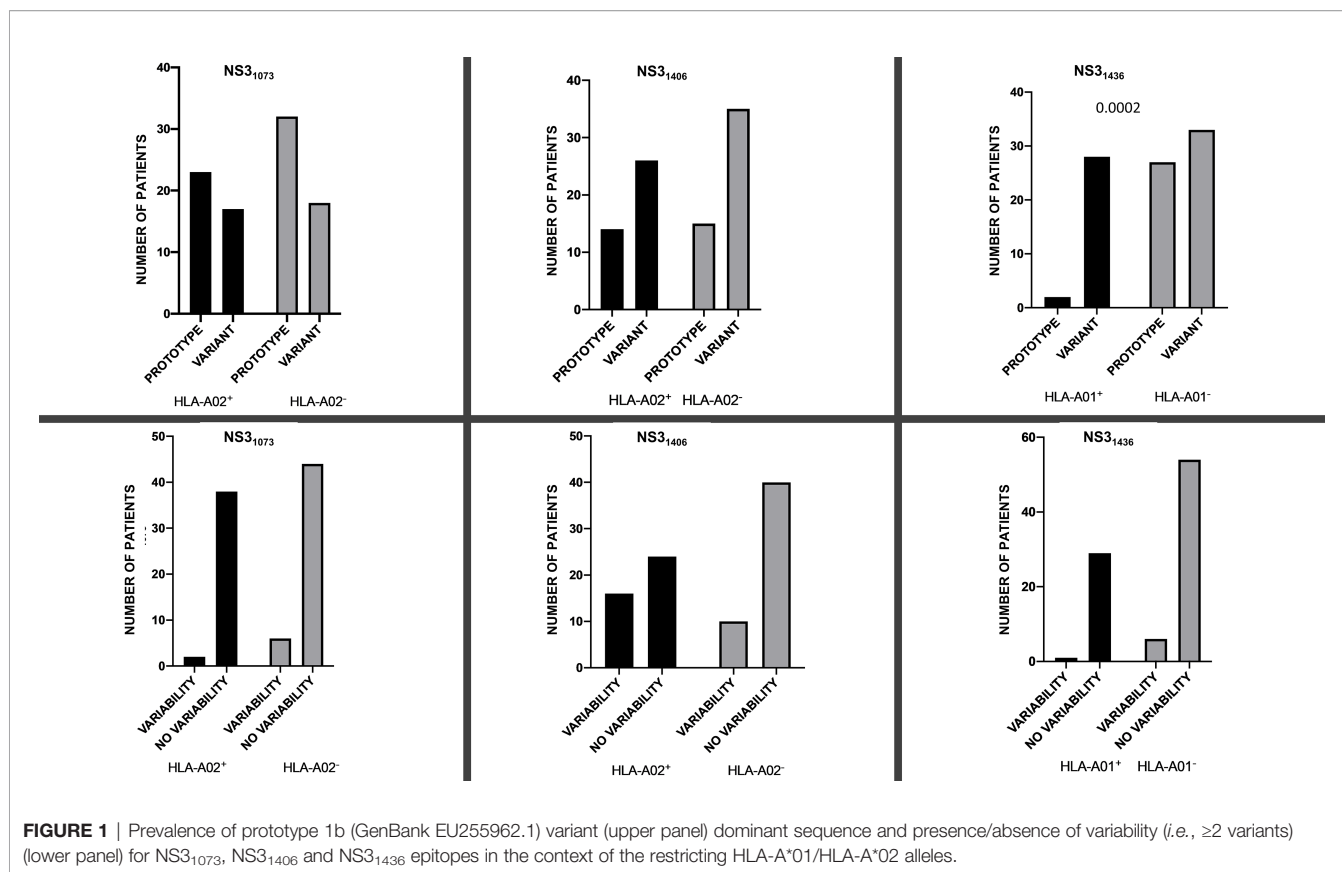 NS3₁₀₇₃
NUMBER OF PATIENTS
40
30
20
10
0
PROTOTYPE
VARIANT
PROTOTYPE
VARIANT
HLA-A02⁺ HLA-A02⁻
NS3₁₄₀₆
NUMBER OF PATIENTS
40
30
20
10
0
PROTOTYPE
VARIANT
PROTOTYPE
VARIANT
HLA-A02⁺ HLA-A02⁻
NS3₁₄₃₆
0.0002
NUMBER OF PATIENTS
40
30
20
10
0
PROTOTYPE
VARIANT
PROTOTYPE
VARIANT
HLA-A01⁺ HLA-A01⁻
NS3₁₀₇₃
NUMBER OF PATIENTS
50
40
30
20
10
0
VARIABILITY
NO VARIABILITY
VARIABILITY
NO VARIABILITY
HLA-A02⁺ HLA-A02⁻
NS3₁₄₀₆
NUMBER OF PATIENTS
50
40
30
20
10
0
VARIABILITY
NO VARIABILITY
VARIABILITY
NO VARIABILITY
HLA-A02⁺ HLA-A02⁻
NS3₁₄₃₆
NUMBER OF PATIENTS
60
40
20
0
VARIABILITY
NO VARIABILITY
VARIABILITY
NO VARIABILITY
HLA-A01⁺ HLA-A01⁻
FIGURE 1 | Prevalence of prototype 1b (GenBank EU255962.1) variant (upper panel) dominant sequence and presence/absence of variability (i.e., ≥2 variants)
(lower panel) for NS3₁₀₇₃, NS3₁₄₀₆ and NS3₁₄₃₆ epitopes in the context of the restricting HLA-A*01/HLA-A*02 alleles.